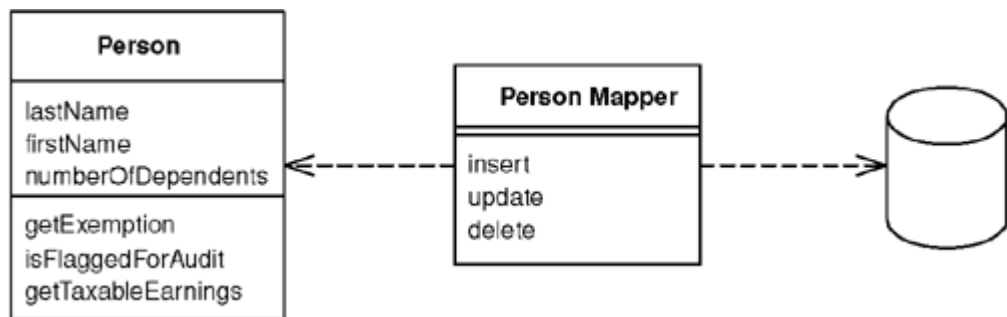 Person
lastName
firstName
numberOfDependents
getExemption
isFlaggedForAudit
getTaxableEarnings
Person Mapper
insert
update
delete